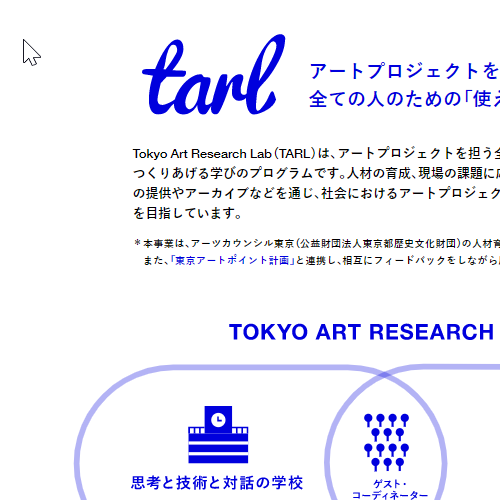 tarl
アートプロジェクトを
全ての人のための「使
Tokyo Art Research Lab（TARL）は、アートプロジェクトを担う
つくりあげる学びのプログラムです。人材の育成、現場の課題に
の提供やアーカイブなどを通じ、社会におけるアートプロジェク
を目指しています。
＊本事業は、アーツカウンシル東京（公益財団法人東京都歴史文化財団）の人材
また、「東京アートポイント計画」と連携し、相互にフィードバックをしながら
TOKYO ART RESEARCH
思考と技術と対話の学校
ゲスト・
コーディネーター